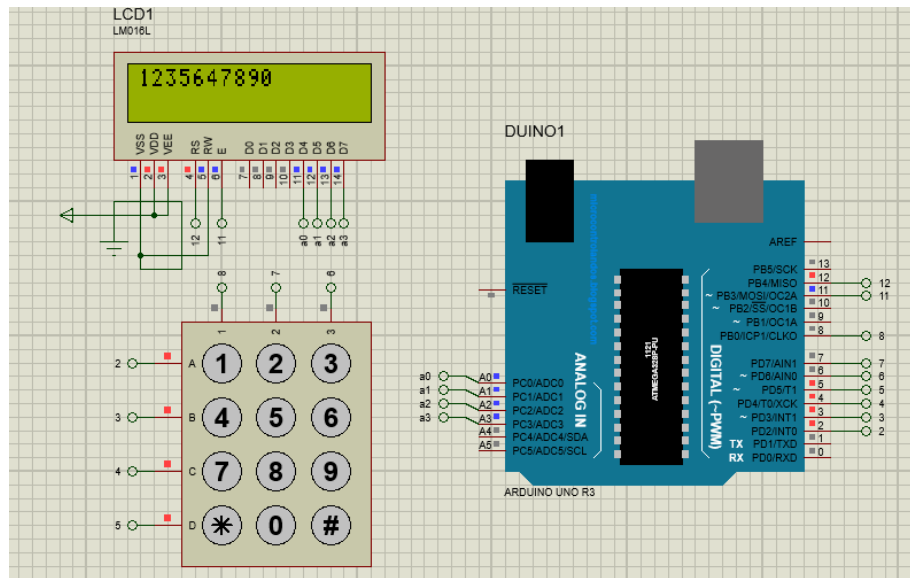 LCD1
LM016L
1235647890
VSS VDD VEE RS RW E D0 D1 D2 D3 D4 D5 D6 D7
1 2 3 4 5 6 7 8 9 10 11 12 13 14
12 11 a0 a1 a2 a3
8 7 6
1 2 3
2 A 1 2 3
3 B 4 5 6
4 C 7 8 9
5 D * 0 #
DUINO1
RESET
AREF
PB5/SCK 13
PB4/MISO 12 12
~ PB3/MOSI/OC2A 11 11
~ PB2/SS/OC1B 10
~ PB1/OC1A 9
PB0/ICP1/CLKO 8 8
PD7/AIN1 7 7
~ PD6/AIN0 6 6
~ PD5/T1 5 5
PD4/T0/XCK 4 4
~ PD3/INT1 3 3
PD2/INT0 2 2
TX PD1/TXD 1
RX PD0/RXD 0
a0 A0 PC0/ADC0
a1 A1 PC1/ADC1
a2 A2 PC2/ADC2
a3 A3 PC3/ADC3
A4 PC4/ADC4/SDA
A5 PC5/ADC5/SCL
ANALOG IN
1121
ATMEGA328P-PU
DIGITAL (~PWM)
ARDUINO UNO R3